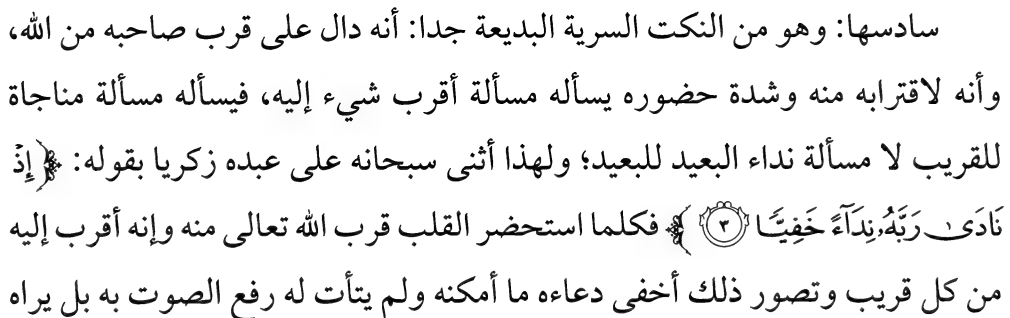 سادسها: وهو من النكت السرية البديعة جدا: أنه دال على قرب صاحبه من الله،
وأنه لاقترابه منه وشدة حضوره يسأله مسألة أقرب شيء إليه، فيسأله مسألة مناجاة
للقريب لا مسألة نداء البعيد للبعيد؛ ولهذا أثنى سبحانه على عبده زكريا بقوله: ﴿إِذۡ
نَادَىٰ رَبَّهُۥ نِدَآءً خَفِيّٗا ٣﴾ فكلما استحضر القلب قرب الله تعالى منه وإنه أقرب إليه
من كل قريب وتصور ذلك أخفى دعاءه ما أمكنه ولم يتأت له رفع الصوت به بل يراه